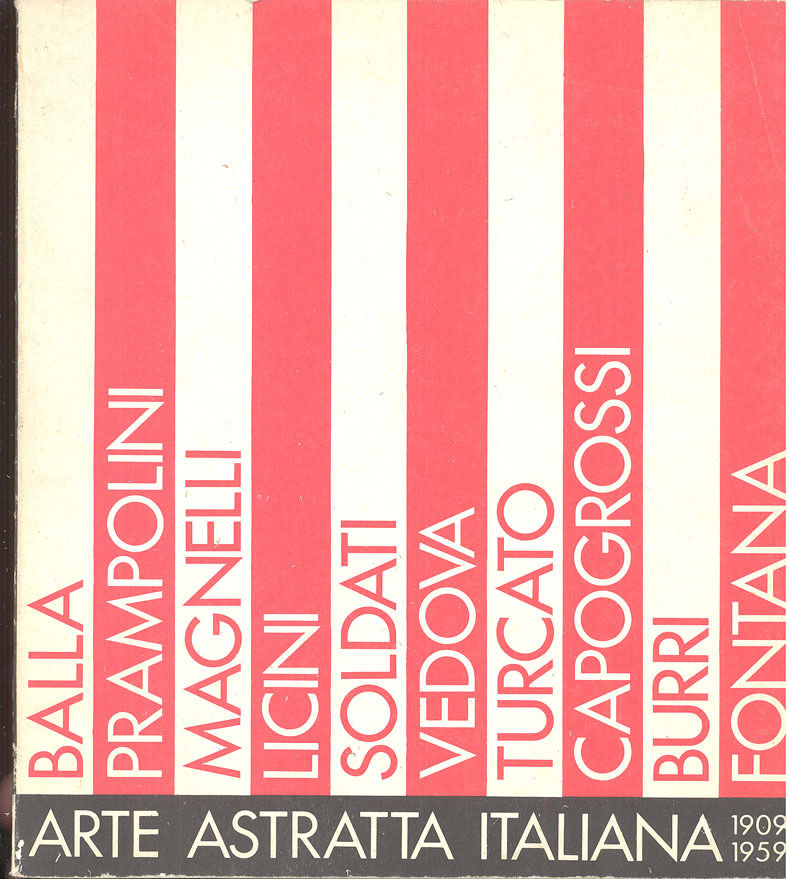 BALLA
PRAMPOLINI
MAGNELLI
LICINI
SOLDATI
VEDOVA
TURCATO
CAPOGROSSI
BURRI
FONTANA
ARTE ASTRATTA ITALIANA 1909
1959